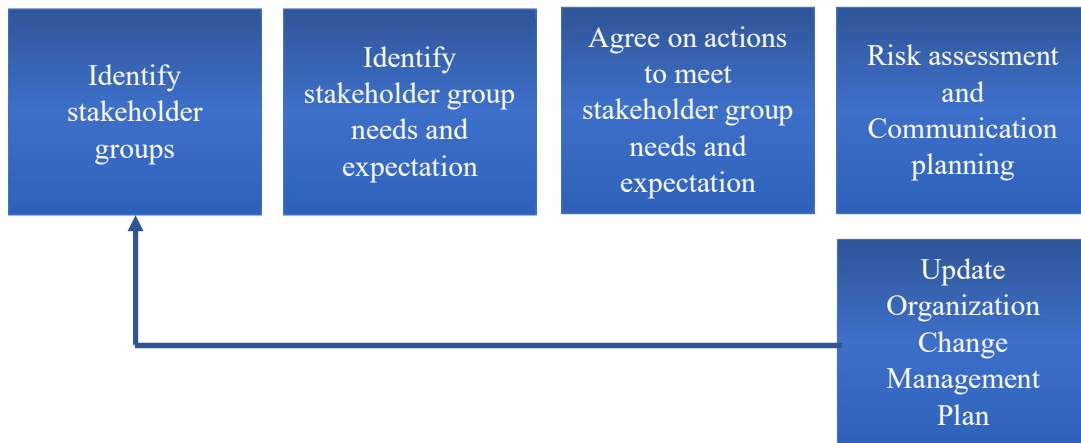 Identify
stakeholder
groups
Identify
stakeholder group
needs and
expectation
Agree on actions
to meet
stakeholder group
needs and
expectation
Risk assessment
and
Communication
planning
Update
Organization
Change
Management
Plan